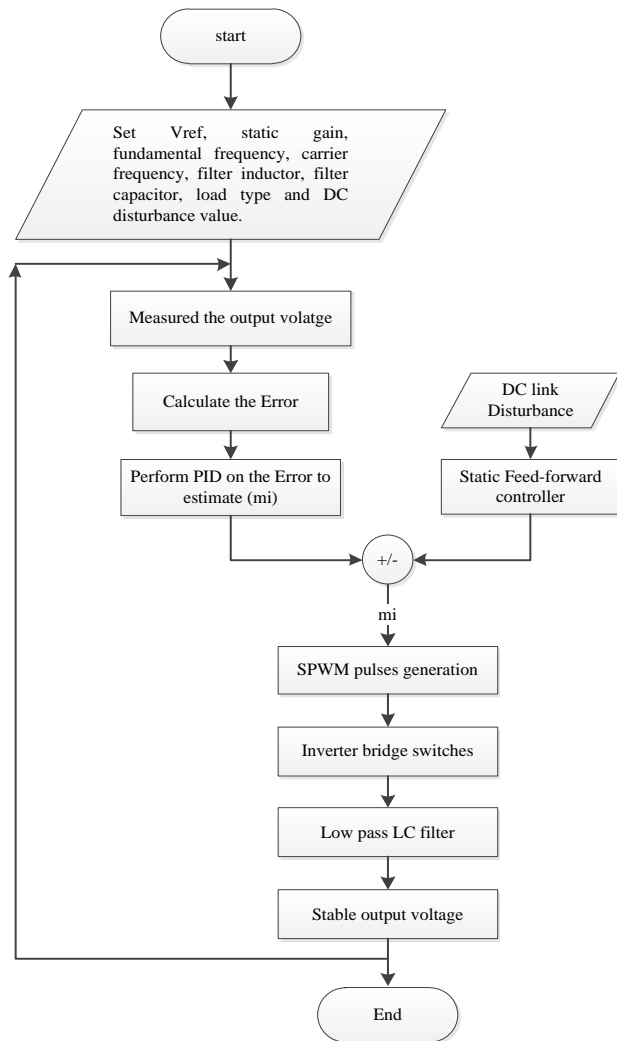 start
Set Vref, static gain,
fundamental frequency, carrier
frequency, filter inductor, filter
capacitor, load type and DC
disturbance value.
Measured the output volatge
Calculate the Error
DC link
Disturbance
Perform PID on the Error to
estimate (mi)
Static Feed-forward
controller
+/-
mi
SPWM pulses generation
Inverter bridge switches
Low pass LC filter
Stable output voltage
End